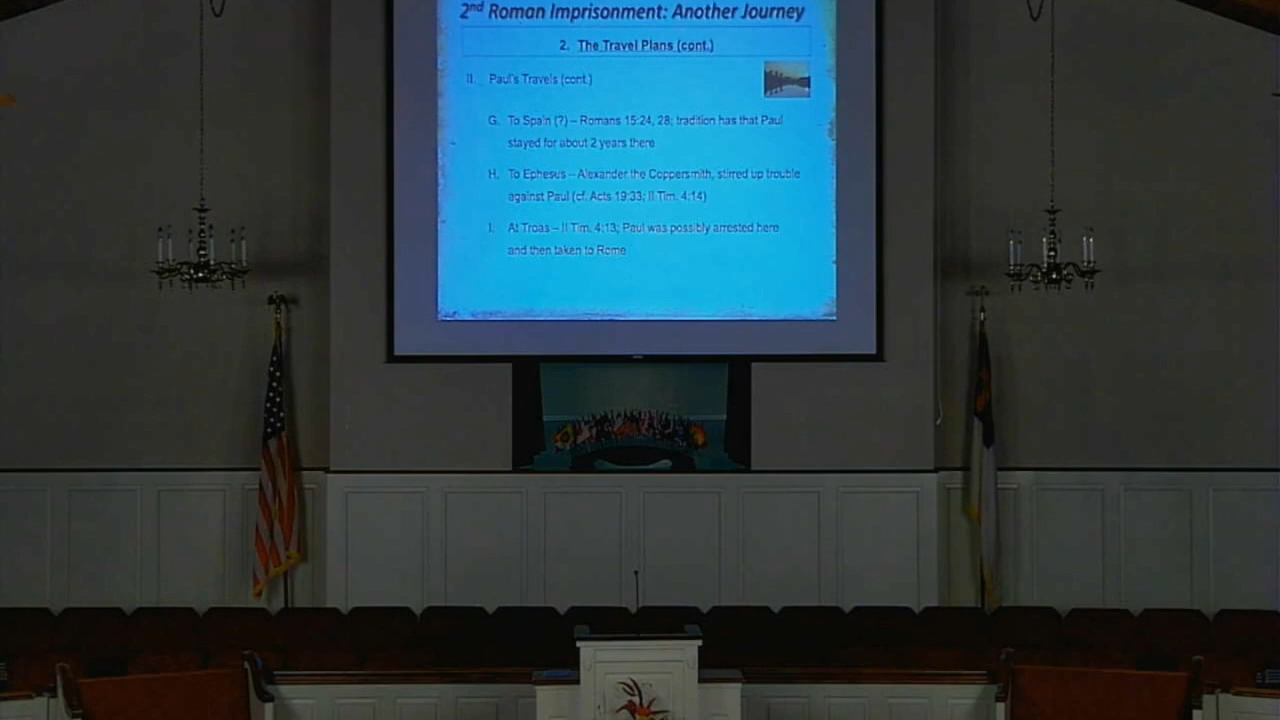 2nd Roman Imprisonment: Another Journey
2. The Travel Plans (cont.)
II. Paul's Travels (cont.)
G. To Spain (?) – Romans 15:24, 28; tradition has that Paul
stayed for about 2 years there
H. To Ephesus – Alexander the Coppersmith, stirred up trouble
against Paul (cf. Acts 19:33; II Tim. 4:14)
I. At Troas – II Tim. 4:13; Paul was possibly arrested here
and then taken to Rome